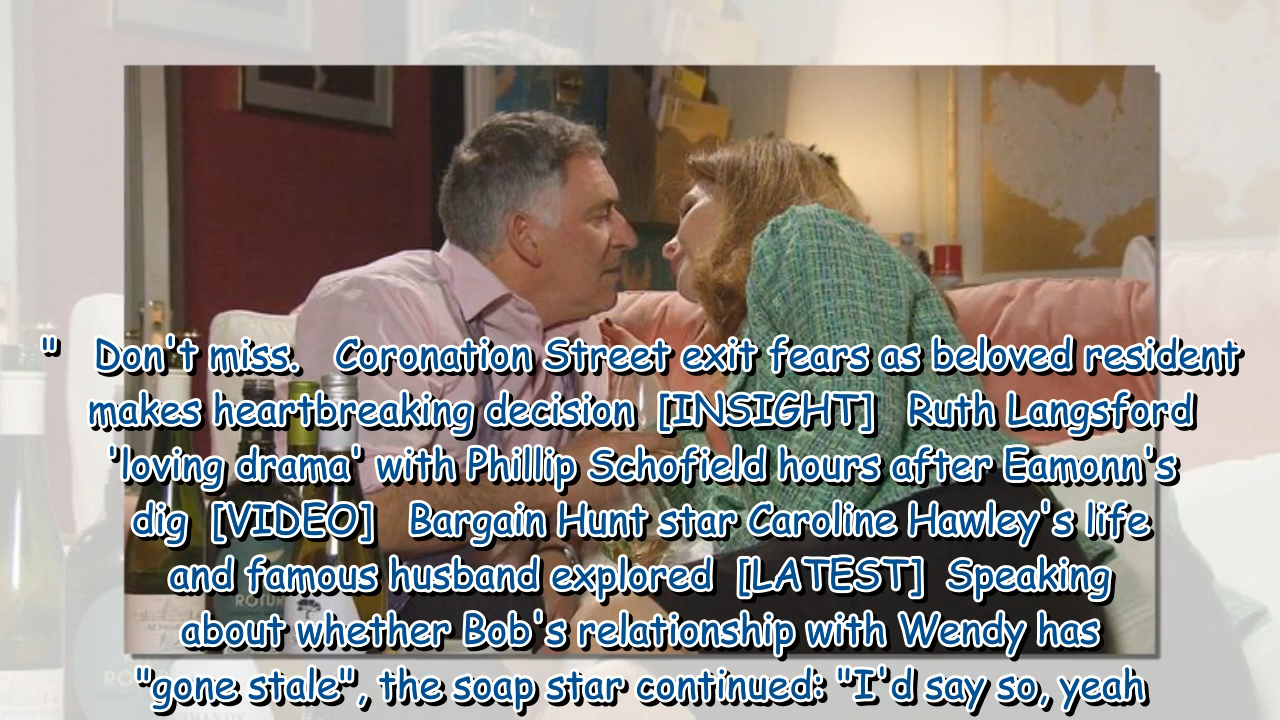 " Don't miss. Coronation Street exit fears as beloved resident
makes heartbreaking decision [INSIGHT] Ruth Langsford
'loving drama' with Phillip Schofield hours after Eamonn's
dig [VIDEO] Bargain Hunt star Caroline Hawley's life
and famous husband explored [LATEST] Speaking
about whether Bob's relationship with Wendy has
"gone stale", the soap star continued: "I'd say so, yeah